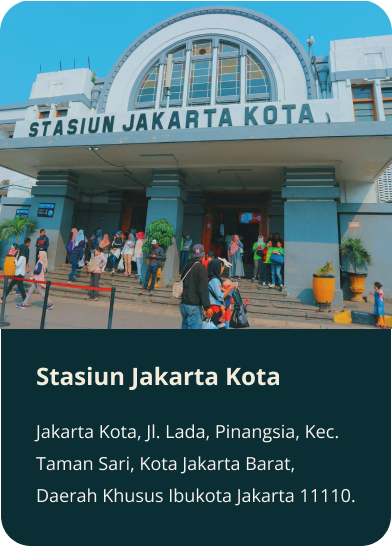 STASIUN JAKARTA KOTA
Stasiun Jakarta Kota
Jakarta Kota, Jl. Lada, Pinangsia, Kec.
Taman Sari, Kota Jakarta Barat,
Daerah Khusus Ibukota Jakarta 11110.